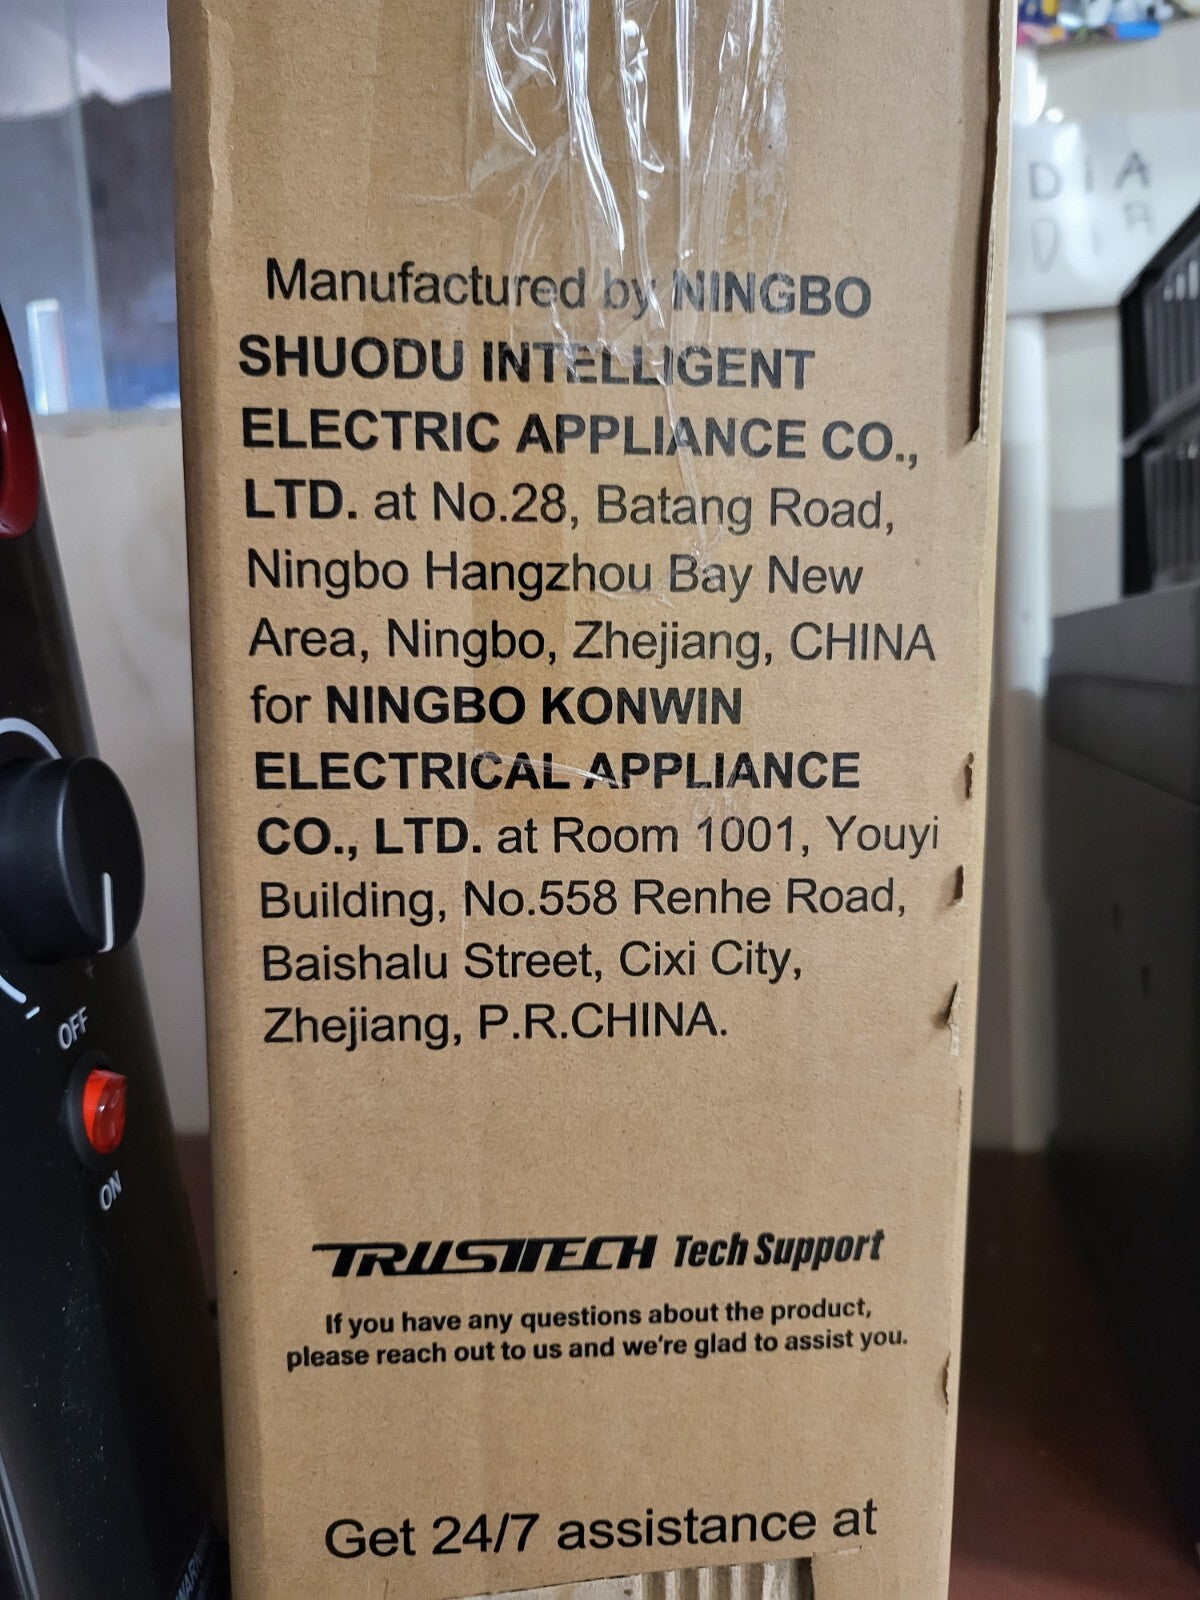 Manufactured by NINGBO
SHUODU INTELLIGENT
ELECTRIC APPLIANCE CO.,
LTD. at No.28, Batang Road,
Ningbo Hangzhou Bay New
Area, Ningbo, Zhejiang, CHINA
for NINGBO KONWIN
ELECTRICAL APPLIANCE
CO., LTD. at Room 1001, Youyi
Building, No.558 Renhe Road,
Baishalu Street, Cixi City,
Zhejiang, P.R.CHINA.
TRUSTTECH Tech Support
If you have any questions about the product,
please reach out to us and we're glad to assist you.
Get 24/7 assistance at
OFF
ON
DIA
DIA